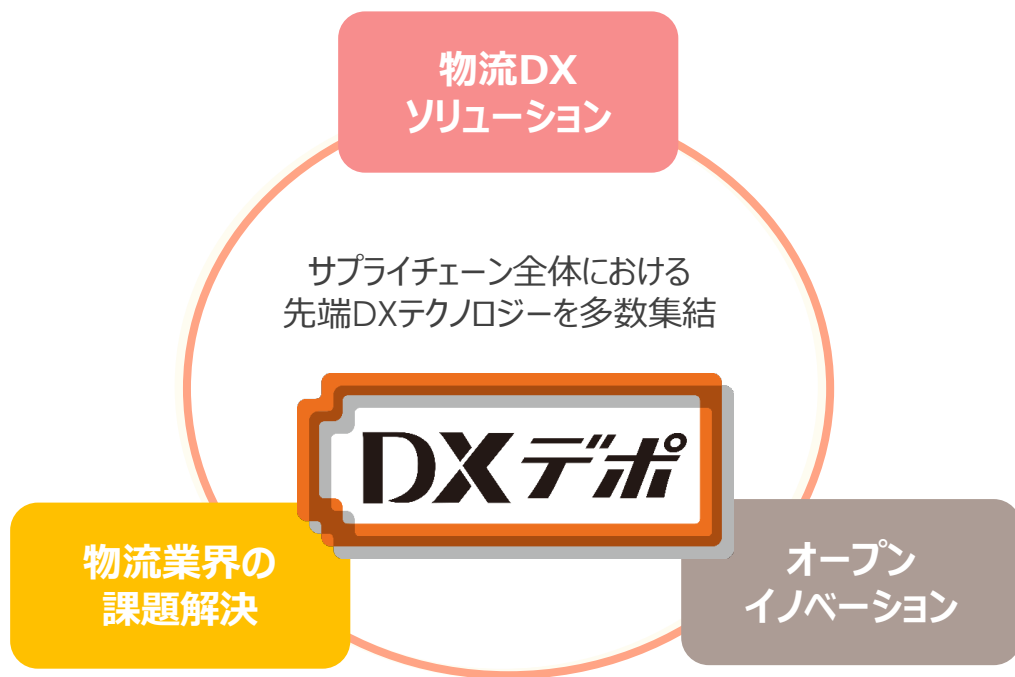 物流DX
ソリューション
サプライチェーン全体における
先端DXテクノロジーを多数集結
DXデポ
物流業界の
課題解決
オープン
イノベーション